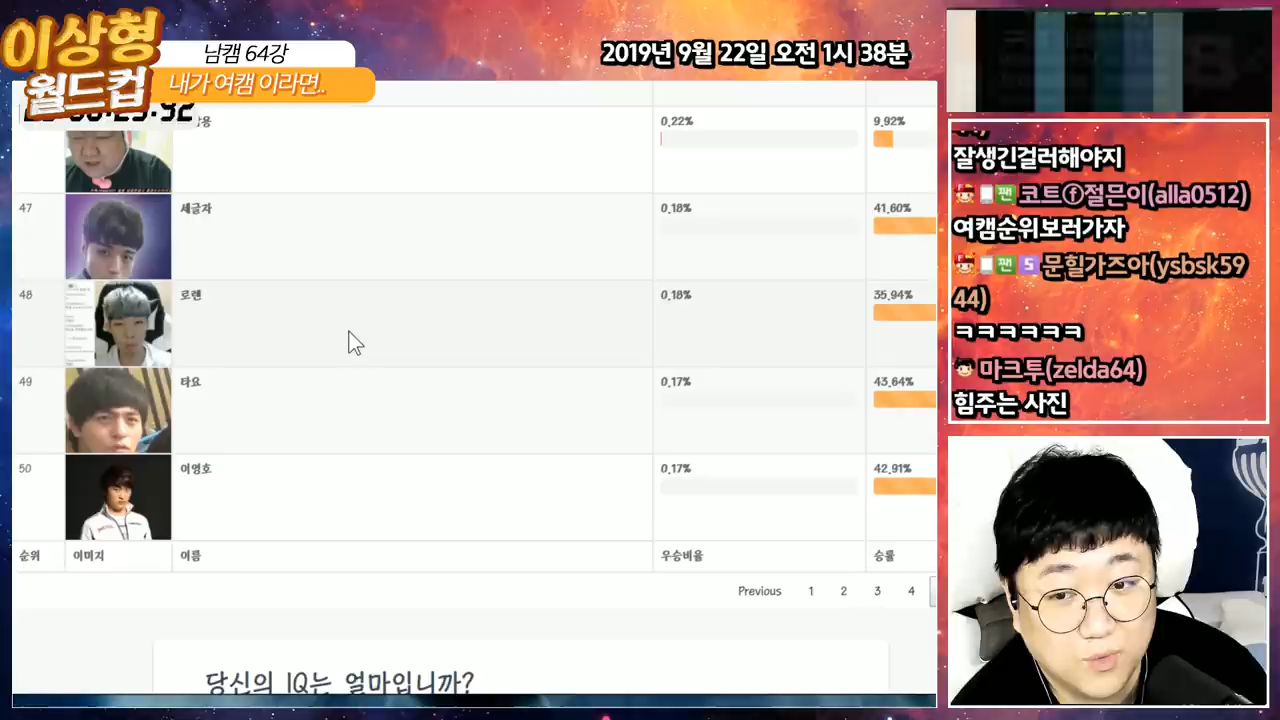 이상형
월드컵
남캠 64강
내가 여캠 이라면..
2019년 9월 22일 오전 1시 38분
0.22%
9.92%
47
세글자
0.18%
41.60%
48
로렌
0.18%
35.94%
49
타요
0.17%
43.64%
50
이영호
0.17%
42.91%
순위
이미지
이름
우승비율
승률
Previous 1 2 3 4
당신의 IQ는 얼마입니까?
잘생긴걸러해야지
팬 코트ⓕ절믄이(alla0512)
여캠순위보러가자
팬 S 문힐가즈아(ysbsk59
44)
ㅋㅋㅋㅋㅋㅋ
마크투(zelda64)
힘주는 사진